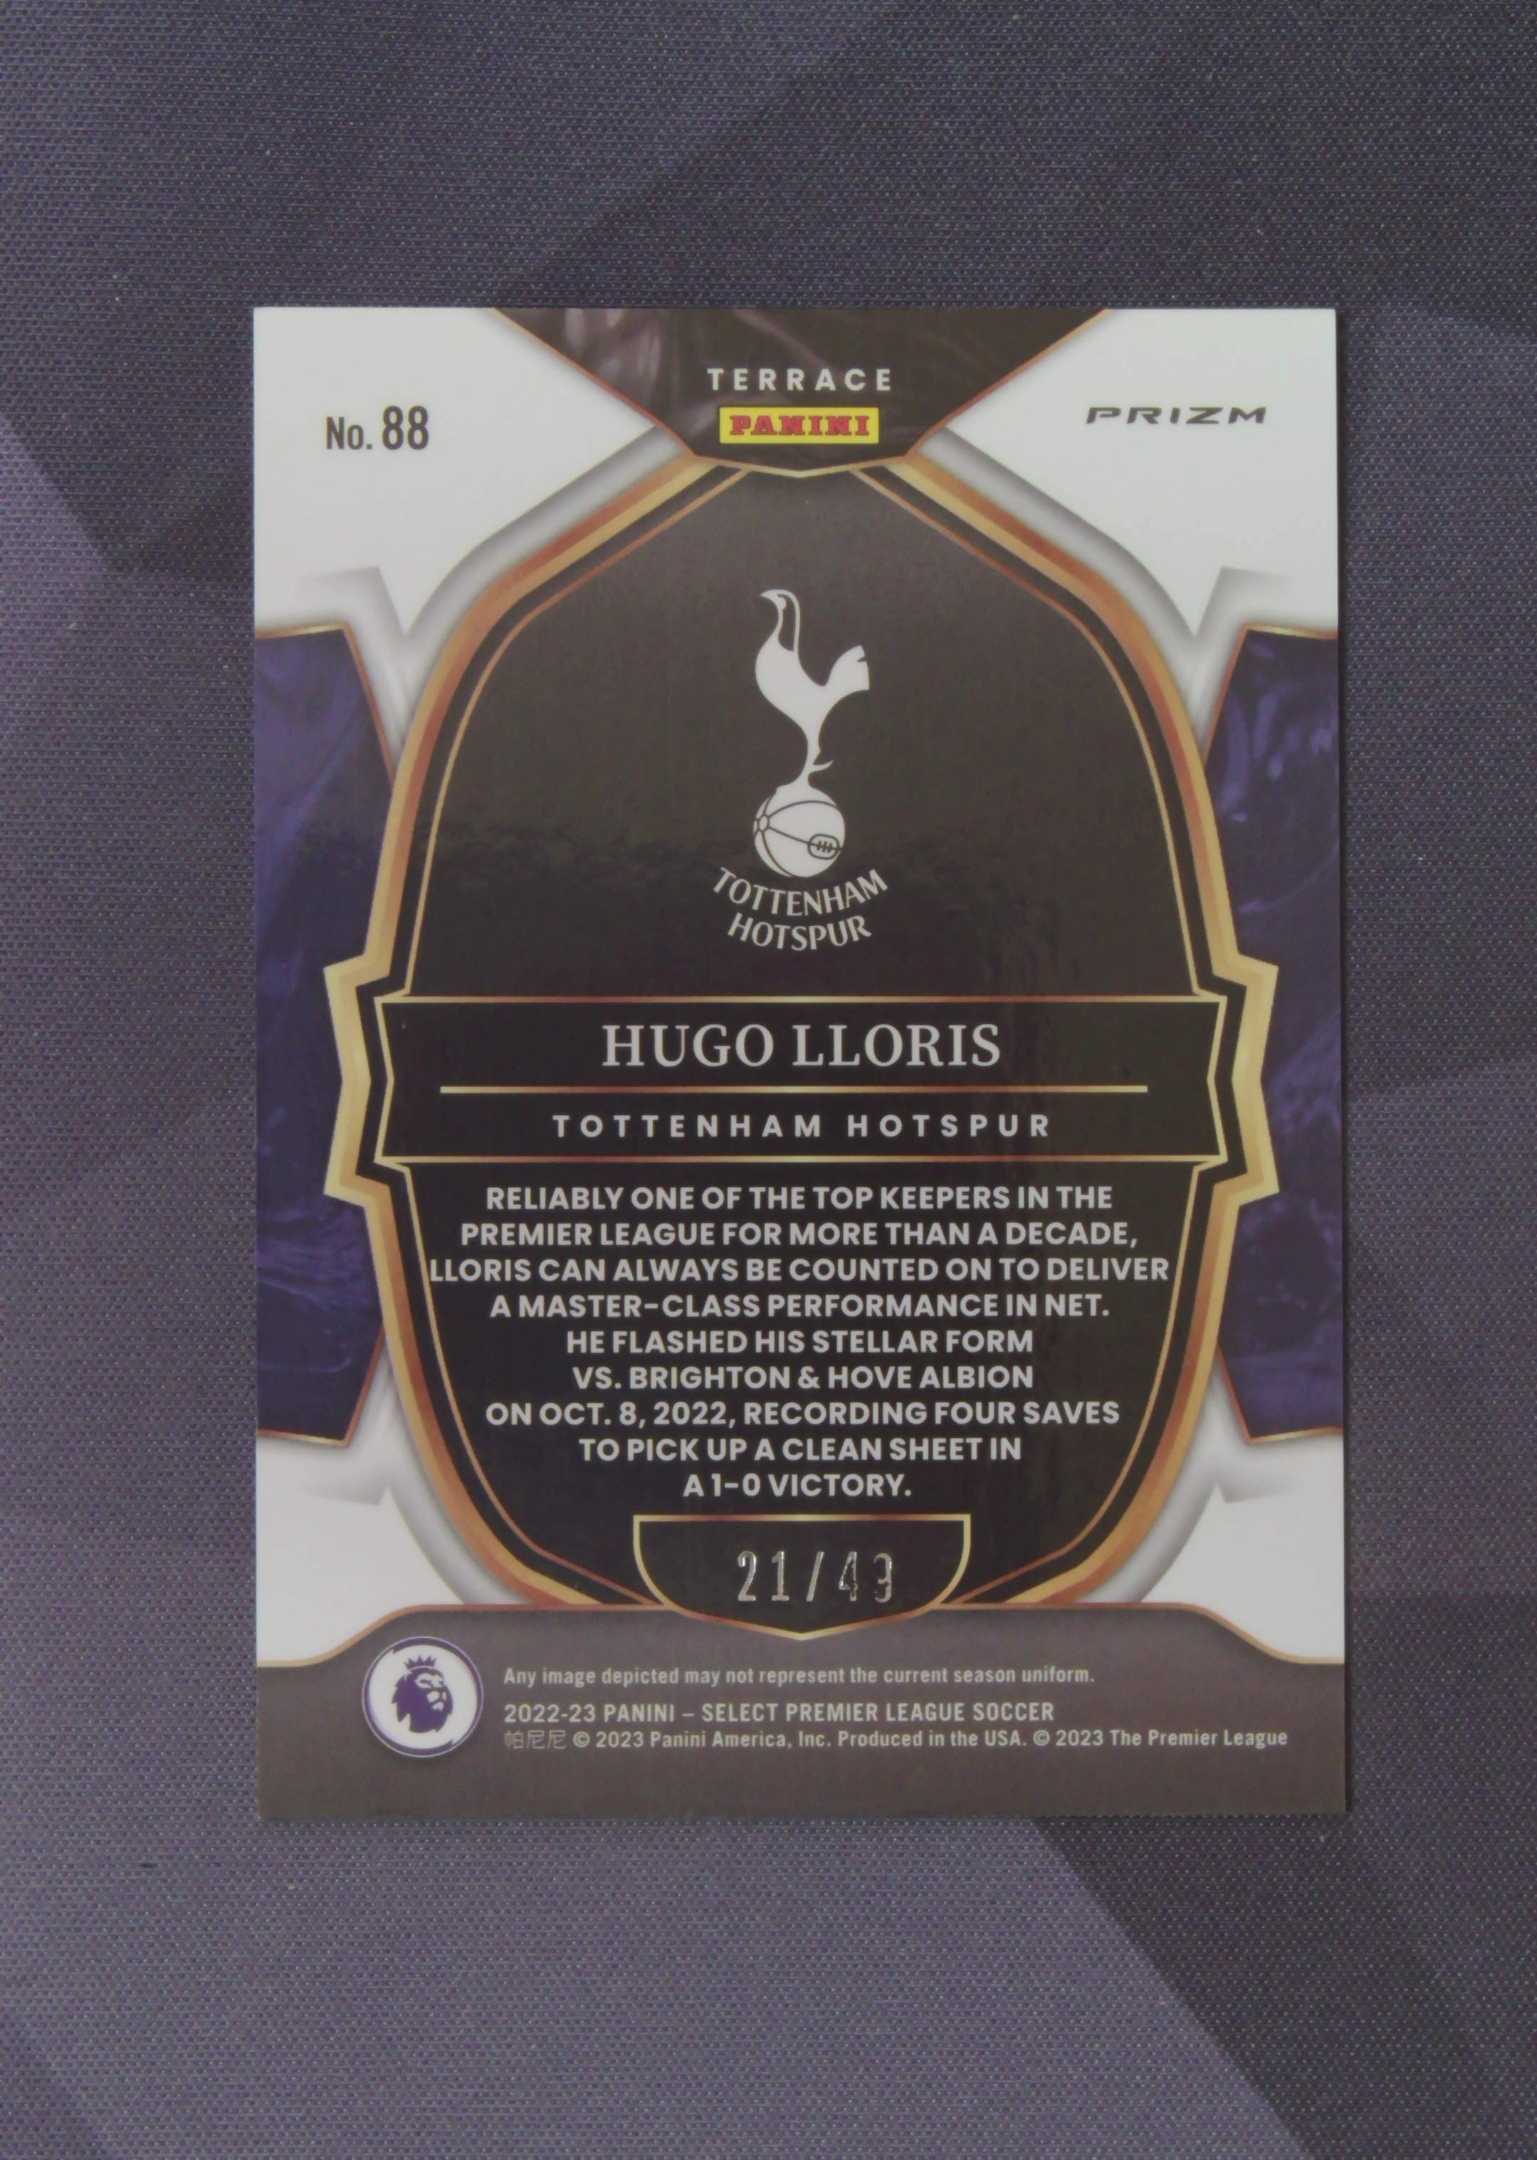 TERRACE
PANINI
No. 88
PRIZM
TOTTENHAM
HOTSPUR
HUGO LLORIS
TOTTENHAM HOTSPUR
RELIABLY ONE OF THE TOP KEEPERS IN THE
PREMIER LEAGUE FOR MORE THAN A DECADE,
LLORIS CAN ALWAYS BE COUNTED ON TO DELIVER
A MASTER-CLASS PERFORMANCE IN NET.
HE FLASHED HIS STELLAR FORM
VS. BRIGHTON & HOVE ALBION
ON OCT. 8, 2022, RECORDING FOUR SAVES
TO PICK UP A CLEAN SHEET IN
A 1-0 VICTORY.
21/49
Any image depicted may not represent the current season uniform.
2022-23 PANINI – SELECT PREMIER LEAGUE SOCCER
帕尼尼 © 2023 Panini America, Inc. Produced in the USA. © 2023 The Premier League